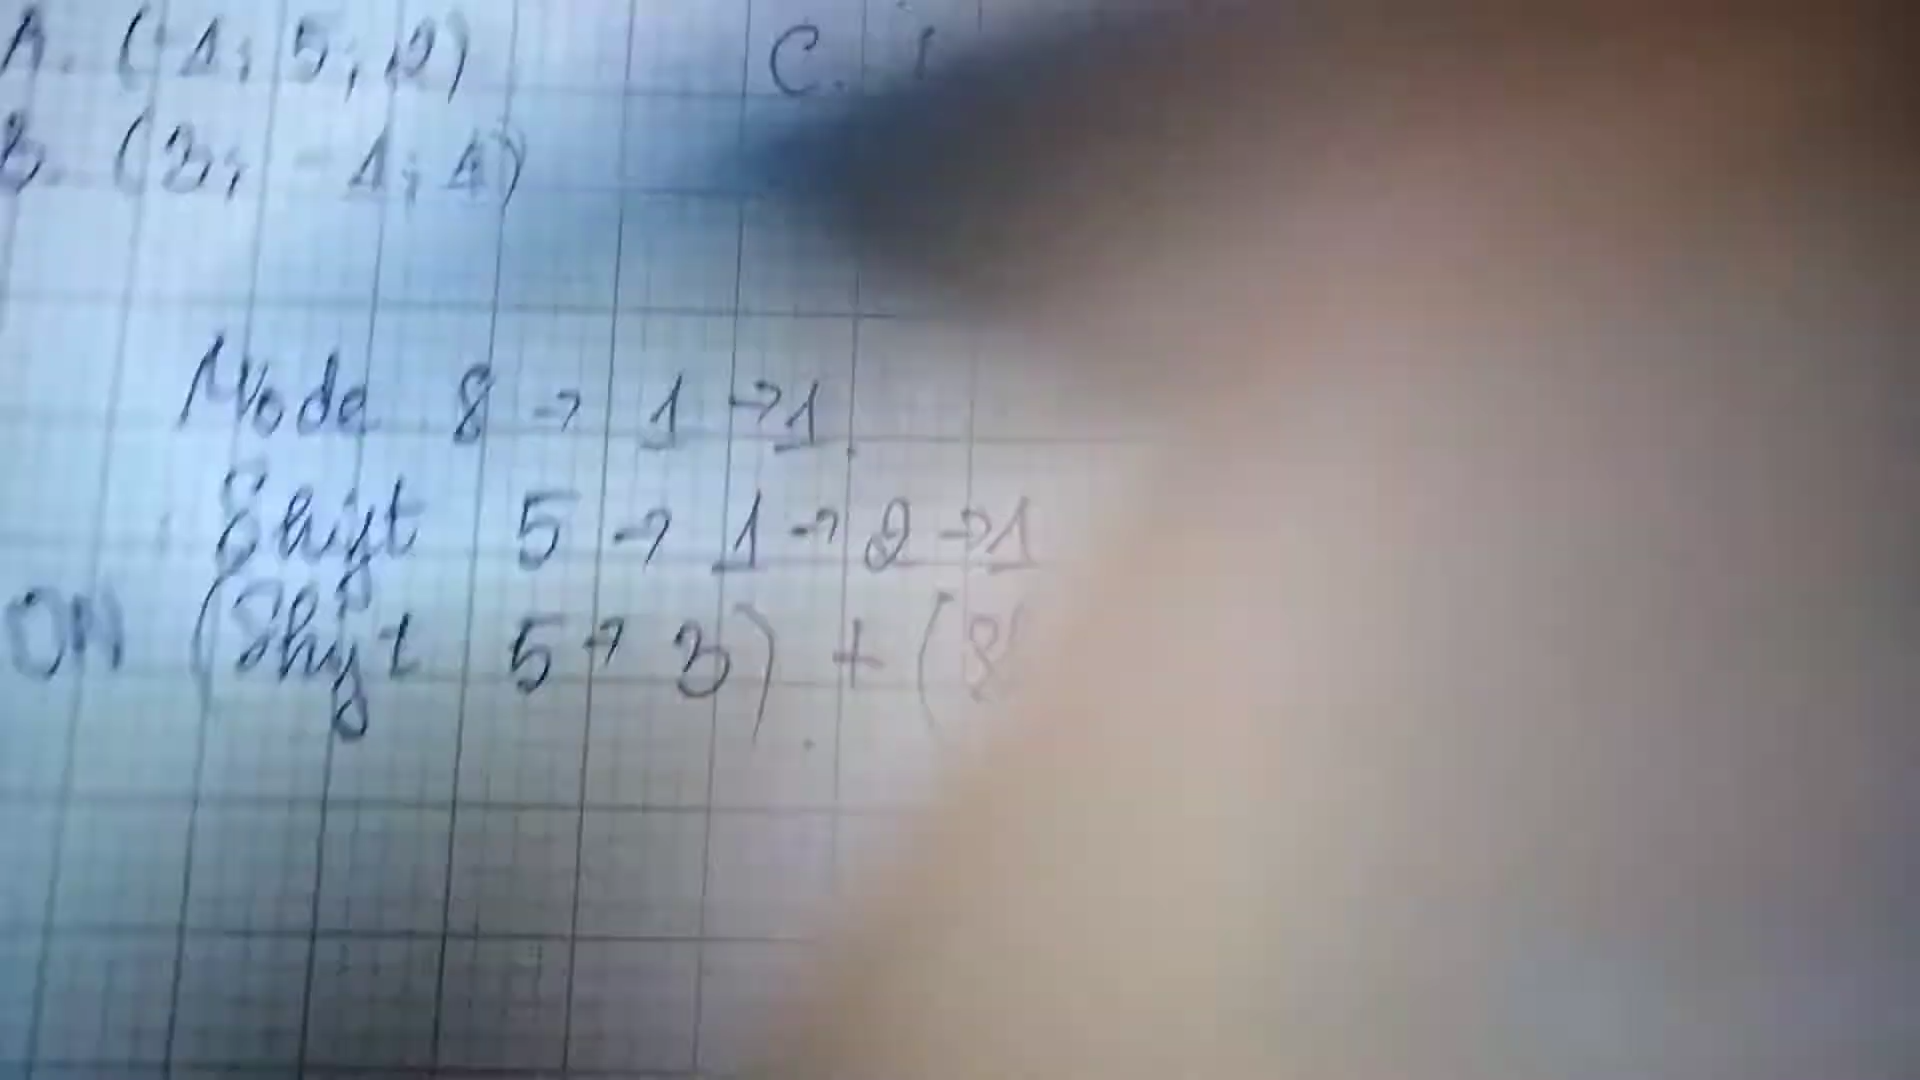 A. (-1; 5; 2) C. (
B. (3; -1; 4)
Mode 8 → 1 → 1
Shift 5 → 1 → 2 → 1
ON (Shift 5 → 3) + (S